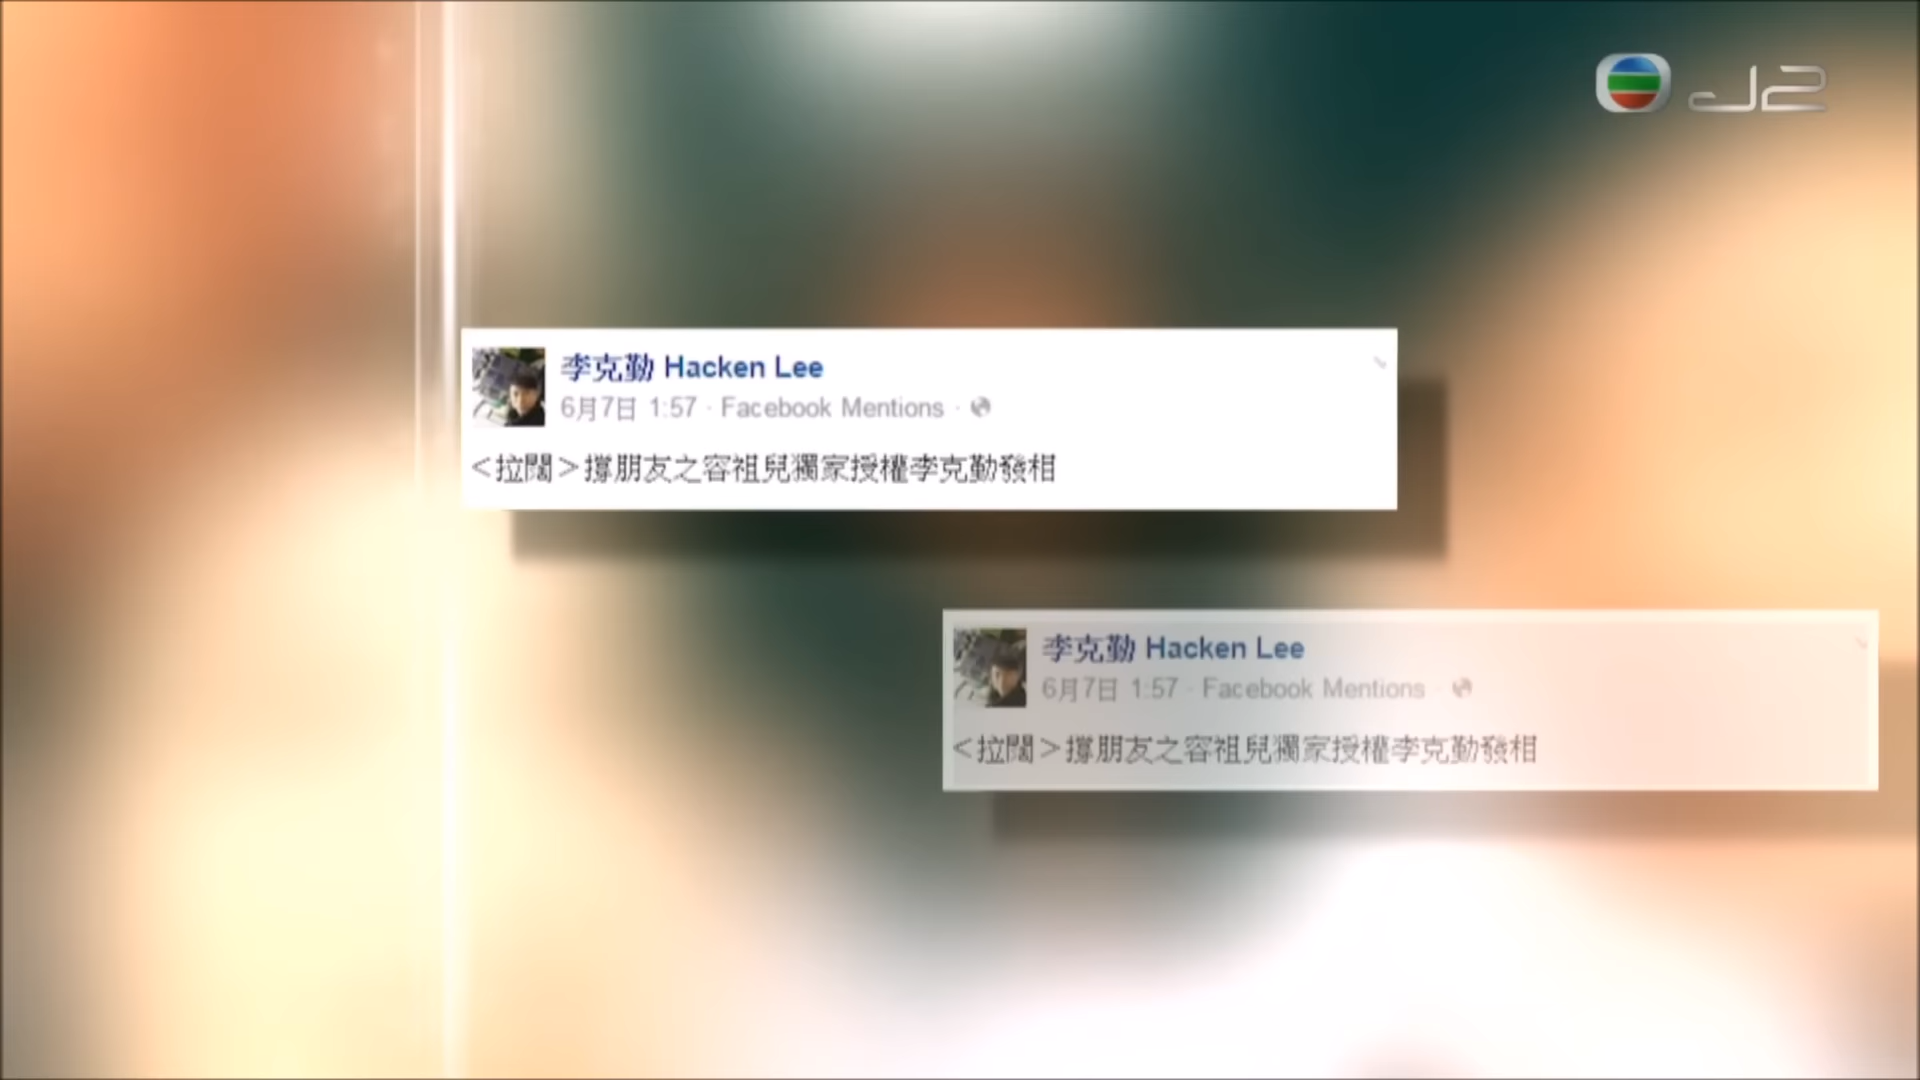 J2
李克勤 Hacken Lee
6月7日 1:57 · Facebook Mentions ·
＜拉闊＞撐朋友之容祖兒獨家授權李克勤發相
李克勤 Hacken Lee
6月7日 1:57 · Facebook Mentions ·
＜拉闊＞撐朋友之容祖兒獨家授權李克勤發相